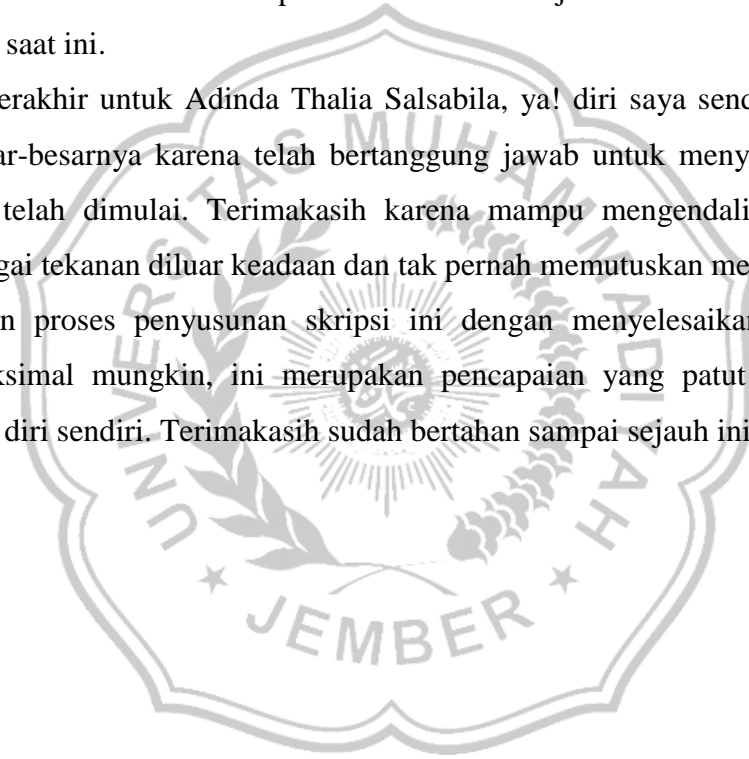 saat ini.
erakhir untuk Adinda Thalia Salsabila, ya! diri saya send
ar-besarnya karena telah bertanggung jawab untuk meny
telah dimulai. Terimakasih karena mampu mengendali
gai tekanan diluar keadaan dan tak pernah memutuskan me
n proses penyusunan skripsi ini dengan menyelesaikan
ksimal mungkin, ini merupakan pencapaian yang patut
diri sendiri. Terimakasih sudah bertahan sampai sejauh ini
UNIVERSITAS MUHAMMADIYAH
JEMBER